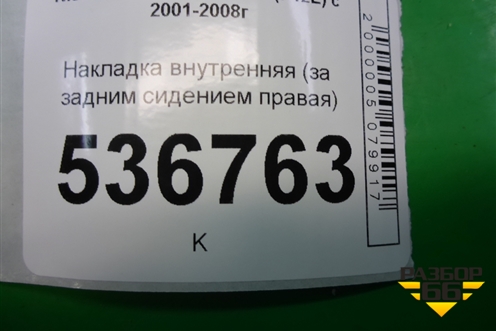 с
2001-2008г
Накладка внутренняя (за
задним сидением правая)
536763
К
2000005079917
РАЗБОР
66